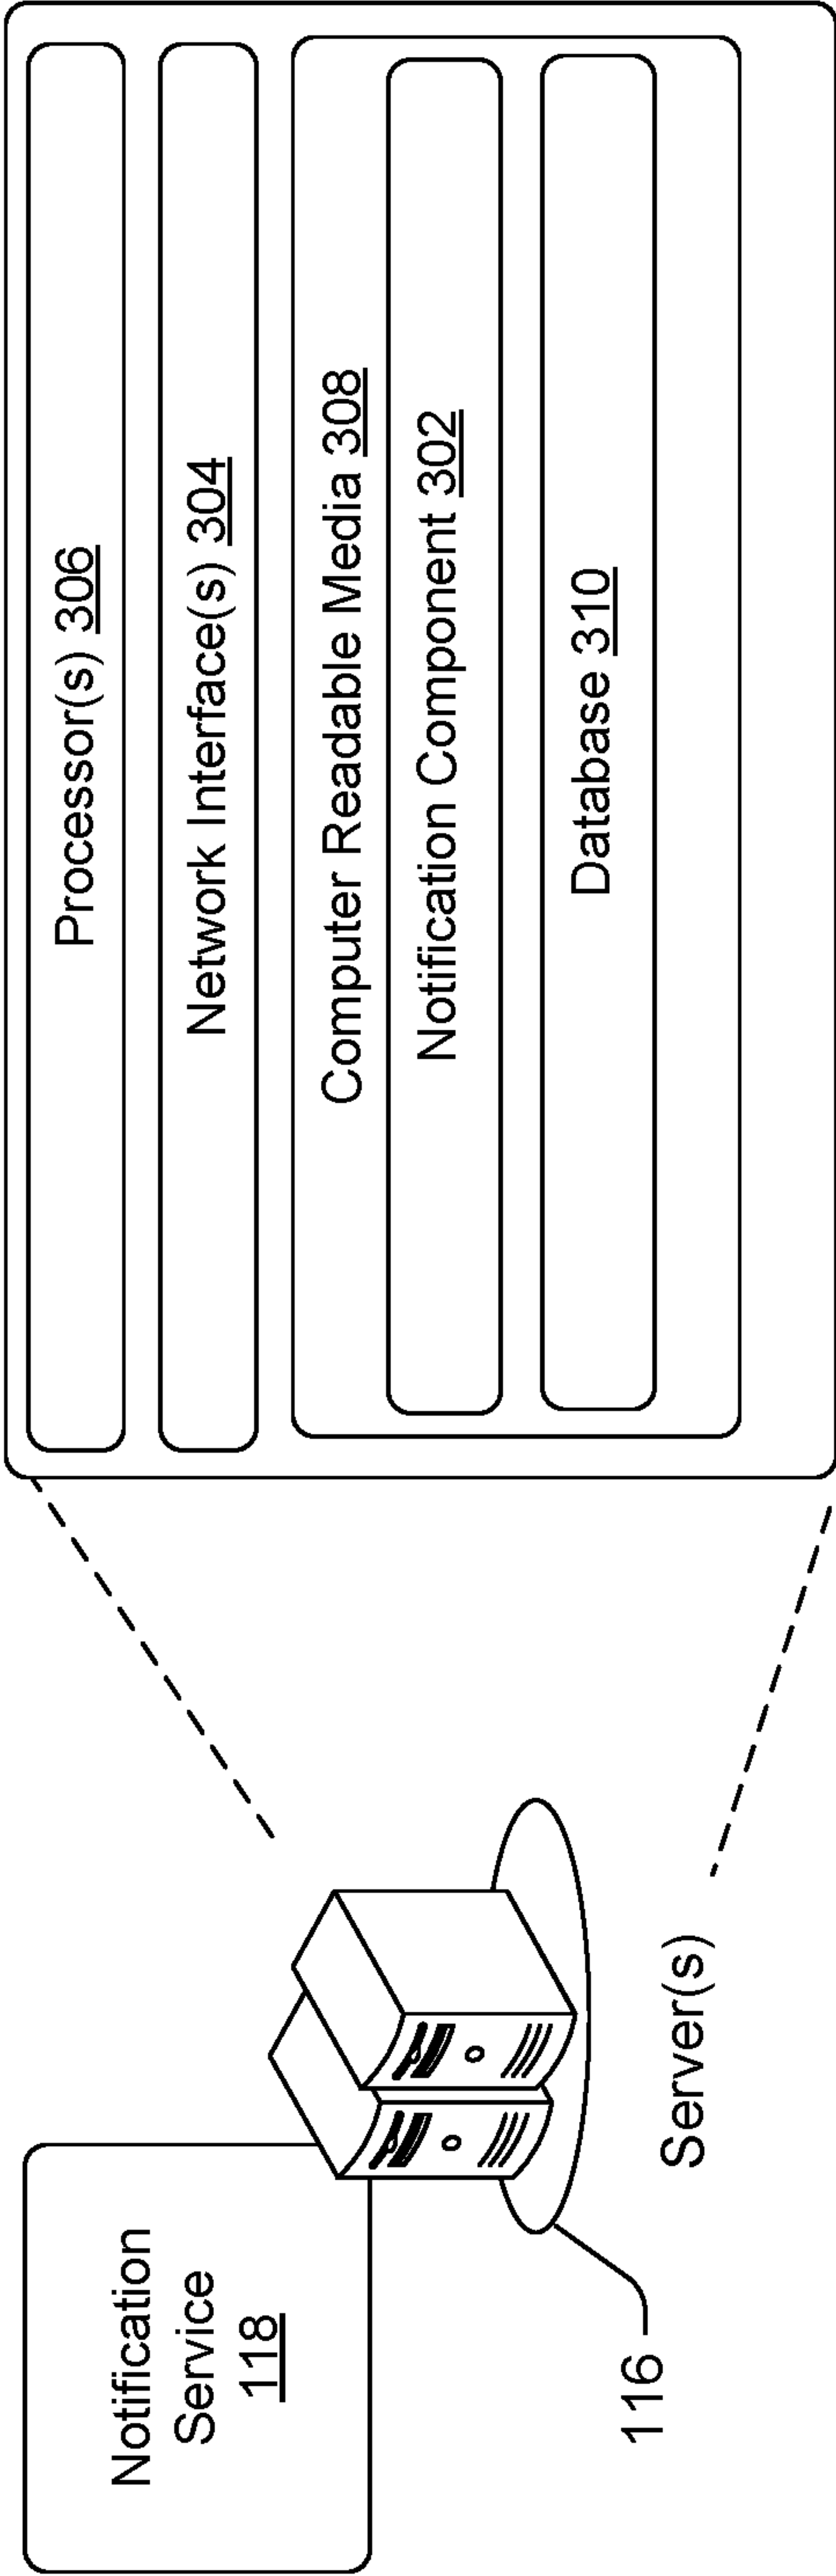 Notification
Service
118
Server(s)
116
Processor(s) 306
Network Interface(s) 304
Computer Readable Media 308
Notification Component 302
Database 310